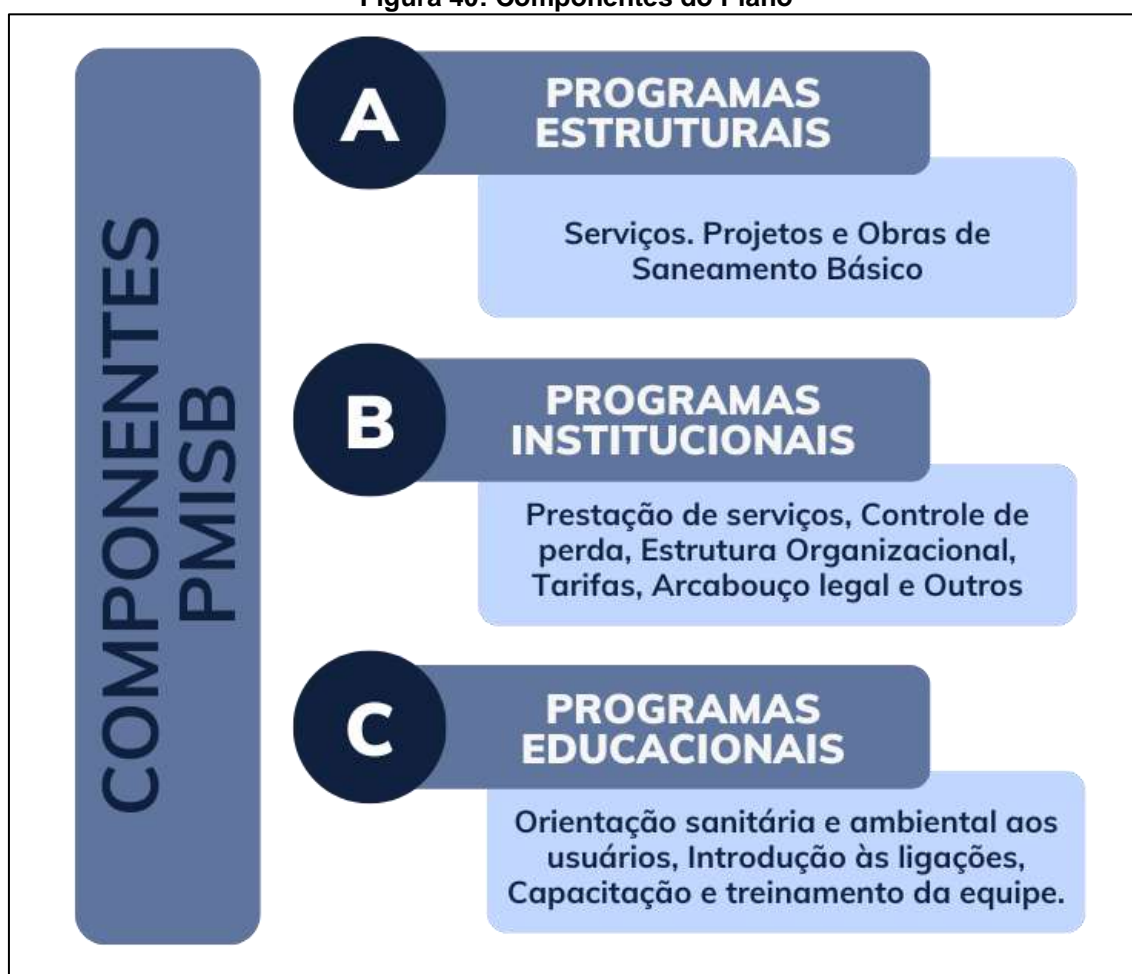 Figura 40: Componentes do Plano
COMPONENTES
PMISB
A
PROGRAMAS
ESTRUTURAIS
Serviços. Projetos e Obras de
Saneamento Básico
B
PROGRAMAS
INSTITUCIONAIS
Prestação de serviços, Controle de
perda, Estrutura Organizacional,
Tarifas, Arcabouço legal e Outros
C
PROGRAMAS
EDUCACIONAIS
Orientação sanitária e ambiental aos
usuários, Introdução às ligações,
Capacitação e treinamento da equipe.